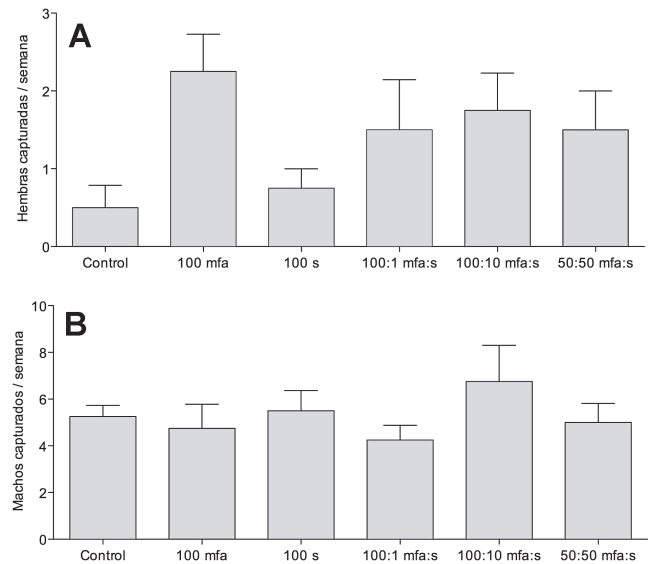 A
Hembras capturadas / semana
3
2
1
0
Control
100 mfa
100 s
100:1 mfa:s
100:10 mfa:s
50:50 mfa:s
B
Machos capturados / semana
10
8
6
4
2
0
Control
100 mfa
100 s
100:1 mfa:s
100:10 mfa:s
50:50 mfa:s